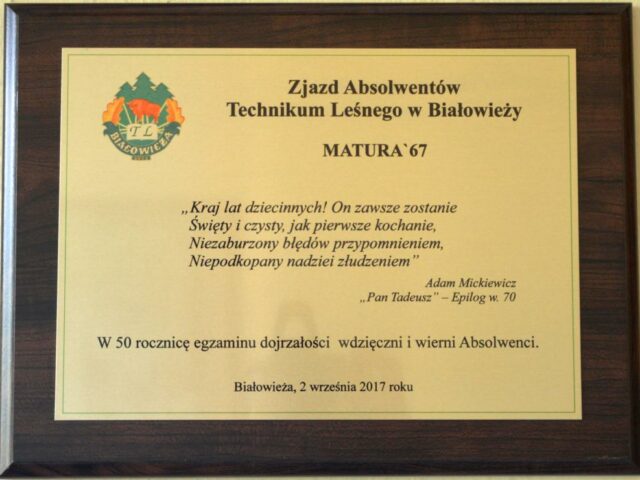 Zjazd Absolwentów
Technikum Leśnego w Białowieży
MATURA`67
T L
BIAŁOWIEŻA
„Kraj lat dziecinnych! On zawsze zostanie
Święty i czysty, jak pierwsze kochanie,
Niezaburzony błędów przypomnieniem,
Niepodkopany nadziei złudzeniem”
Adam Mickiewicz
„Pan Tadeusz” – Epilog w. 70
W 50 rocznicę egzaminu dojrzałości wdzięczni i wierni Absolwenci.
Białowieża, 2 września 2017 roku